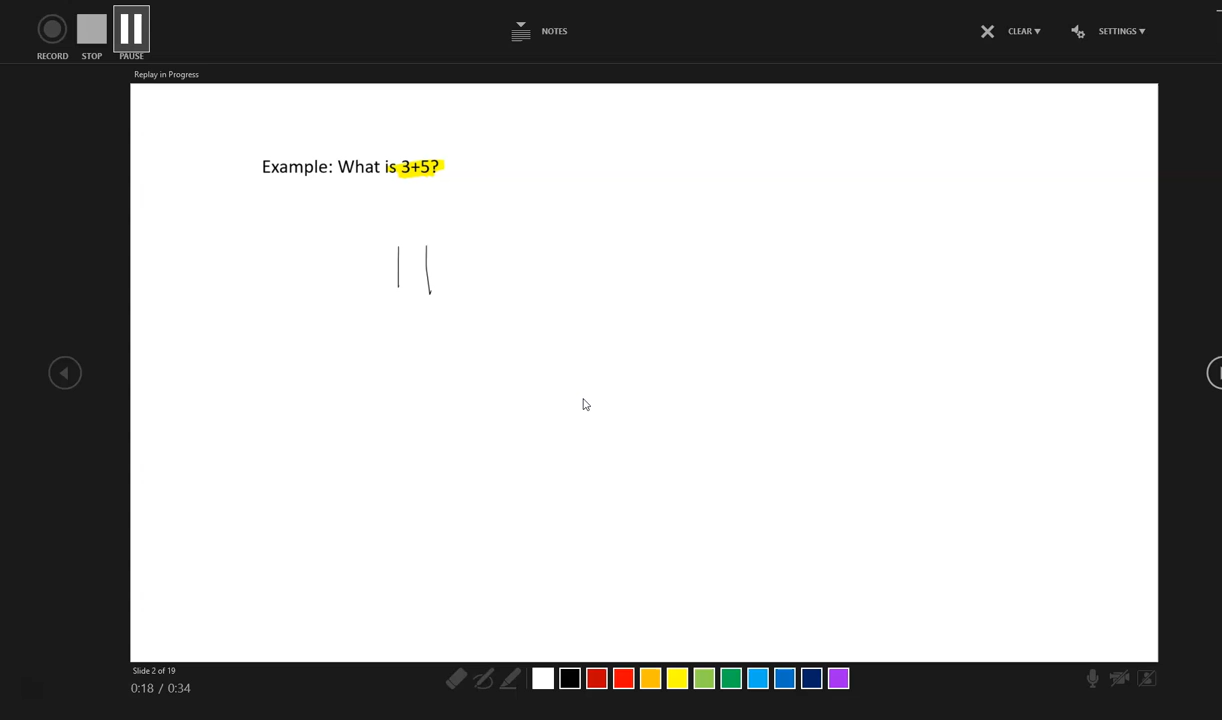 RECORD STOP PAUSE NOTES CLEAR SETTINGS
Replay in Progress
Example: What is 3+5?
Slide 2 of 19
0:18 / 0:34